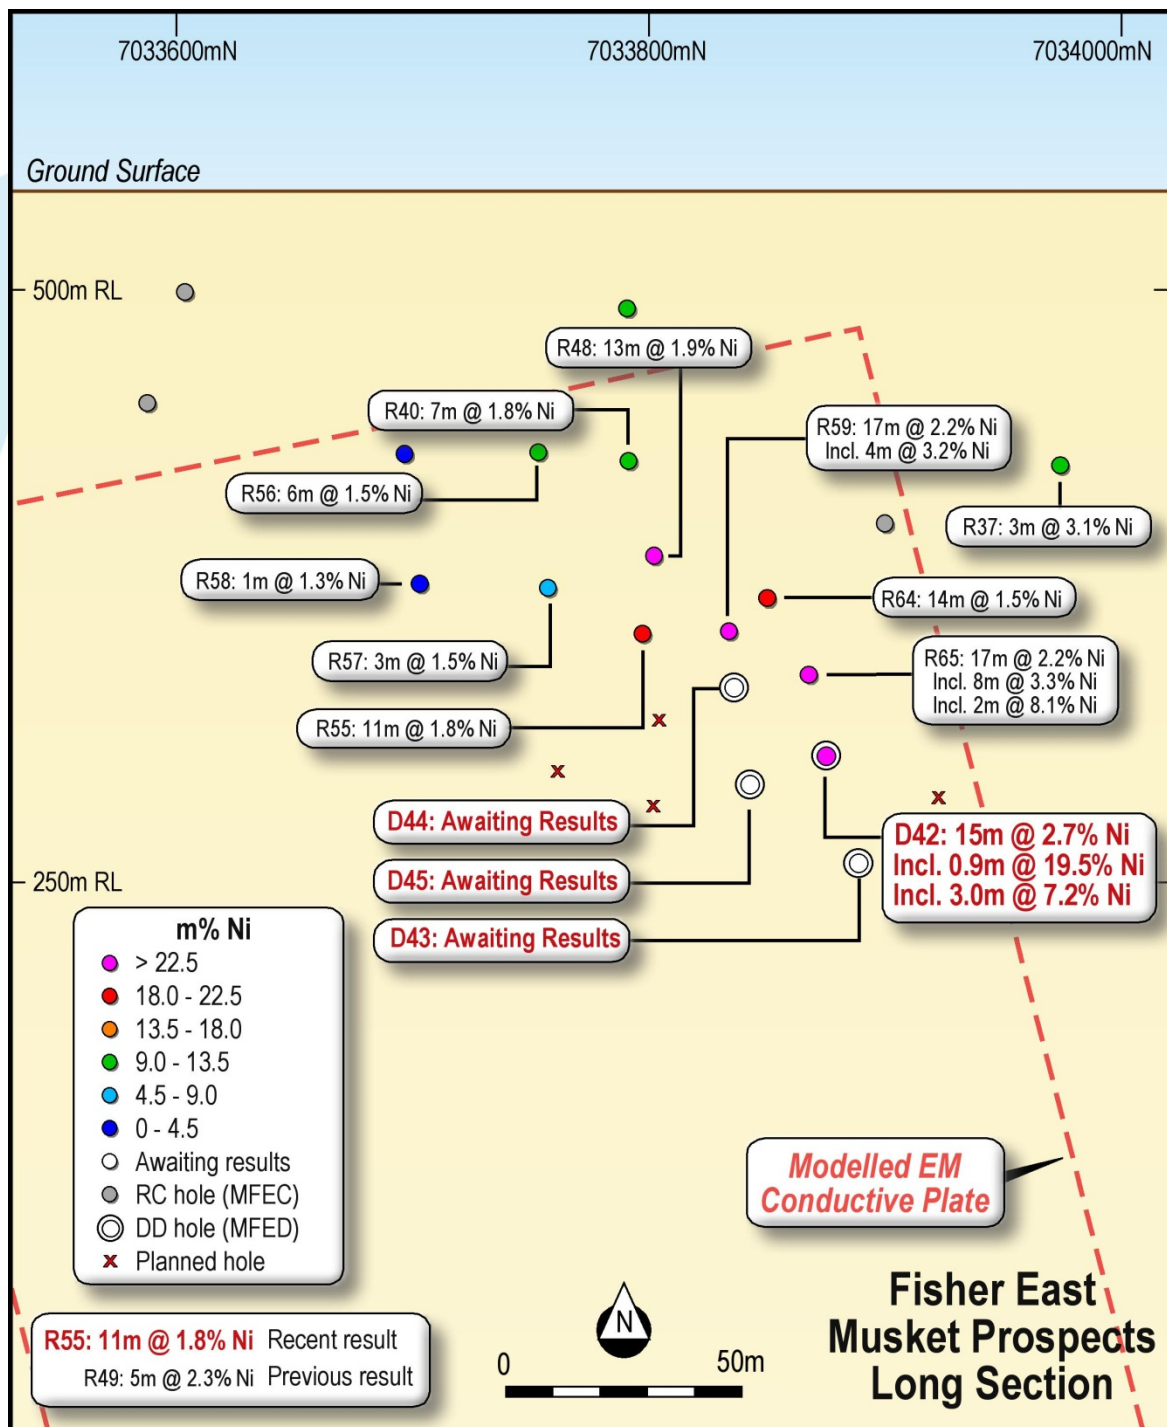 7033600mN
7033800mN
7034000mN
Ground Surface
500m RL
R48: 13m @ 1.9% Ni
R40: 7m @ 1.8% Ni
R59: 17m @ 2.2% Ni
Incl. 4m @ 3.2% Ni
R56: 6m @ 1.5% Ni
R37: 3m @ 3.1% Ni
R58: 1m @ 1.3% Ni
R64: 14m @ 1.5% Ni
R57: 3m @ 1.5% Ni
R65: 17m @ 2.2% Ni
Incl. 8m @ 3.3% Ni
Incl. 2m @ 8.1% Ni
R55: 11m @ 1.8% Ni
x
x
x
x
D44: Awaiting Results
D42: 15m @ 2.7% Ni
Incl. 0.9m @ 19.5% Ni
Incl. 3.0m @ 7.2% Ni
D45: Awaiting Results
250m RL
D43: Awaiting Results
m% Ni
> 22.5
18.0 - 22.5
13.5 - 18.0
9.0 - 13.5
4.5 - 9.0
0 - 4.5
Awaiting results
RC hole (MFEC)
DD hole (MFED)
x Planned hole
Modelled EM
Conductive Plate
R55: 11m @ 1.8% Ni Recent result
R49: 5m @ 2.3% Ni Previous result
N
0 50m
Fisher East
Musket Prospects
Long Section